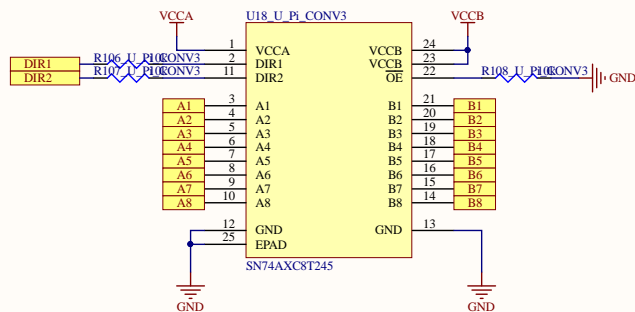 VCCA
U18_U_Pi_CONV3
VCCB
1 VCCA VCCB 24
DIR1 R106_U_Pi_CONV3 10k 2 DIR1 VCCB 23
DIR2 R107_U_Pi_CONV3 10k 11 DIR2 OE 22 R108_U_Pi_CONV3 10k GND
A1 3 A1 B1 21 B1
A2 4 A2 B2 20 B2
A3 5 A3 B3 19 B3
A4 6 A4 B4 18 B4
A5 7 A5 B5 17 B5
A6 8 A6 B6 16 B6
A7 9 A7 B7 15 B7
A8 10 A8 B8 14 B8
12 GND GND 13
25 EPAD
SN74AXC8T245
GND GND